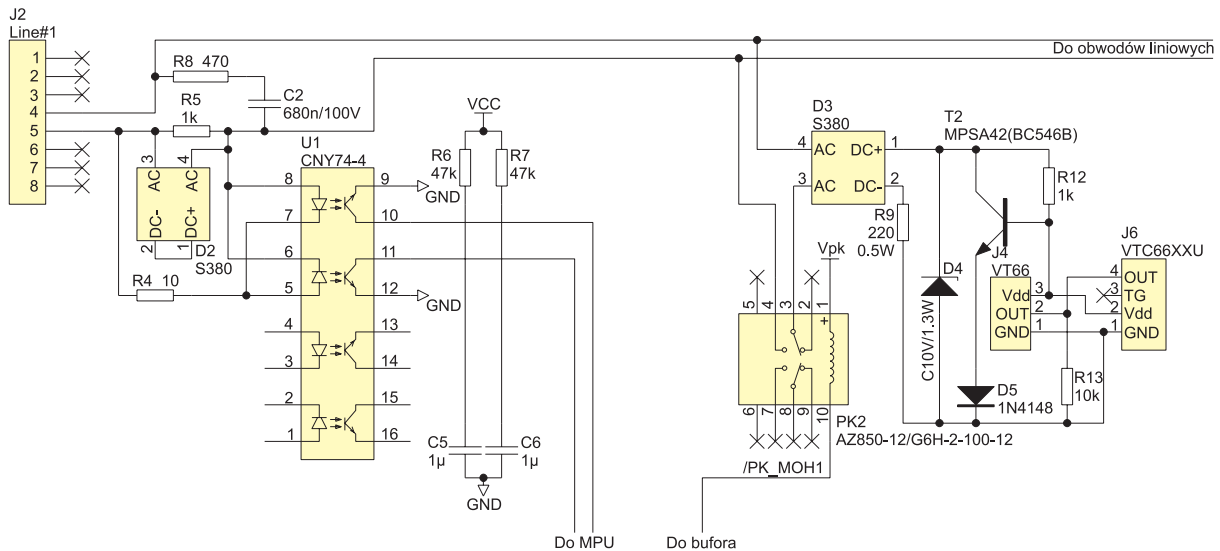 J2
Line#1
1
2
3
4
5
6
7
8
R8 470
R5
1k
C2
680n/100V
3 4
AC AC
DC- DC+
2 1
D2
S380
R4 10
U1
CNY74-4
8 9
7 10
6 11
5 12
4 13
3 14
2 15
1 16
GND
GND
VCC
R6
47k
R7
47k
C5
1µ
C6
1µ
GND
Do MPU
Do obwodów liniowych
D3
S380
4 AC DC+ 1
3 AC DC- 2
R9
220
0.5W
Vpk
5 4 3 2 1
+
6 7 8 9 10
PK2
AZ850-12/G6H-2-100-12
/PK_MOH1
Do bufora
T2
MPSA42(BC546B)
R12
1k
D4
C10V/1.3W
D5
1N4148
R13
10k
J4
VT66
Vdd 3
OUT 2
GND 1
J6
VTC66XXU
4 OUT
3 TG
2 Vdd
1 GND